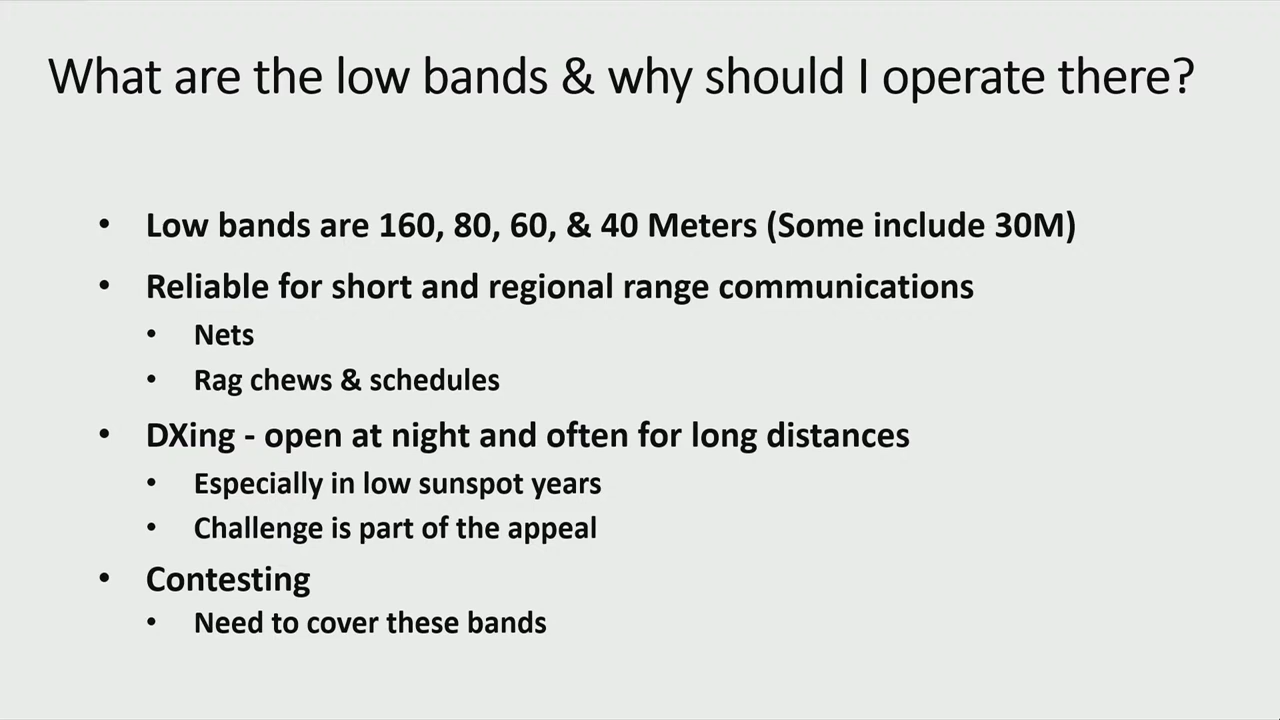 What are the low bands & why should I operate there?
• Low bands are 160, 80, 60, & 40 Meters (Some include 30M)
• Reliable for short and regional range communications
• Nets
• Rag chews & schedules
• DXing - open at night and often for long distances
• Especially in low sunspot years
• Challenge is part of the appeal
• Contesting
• Need to cover these bands